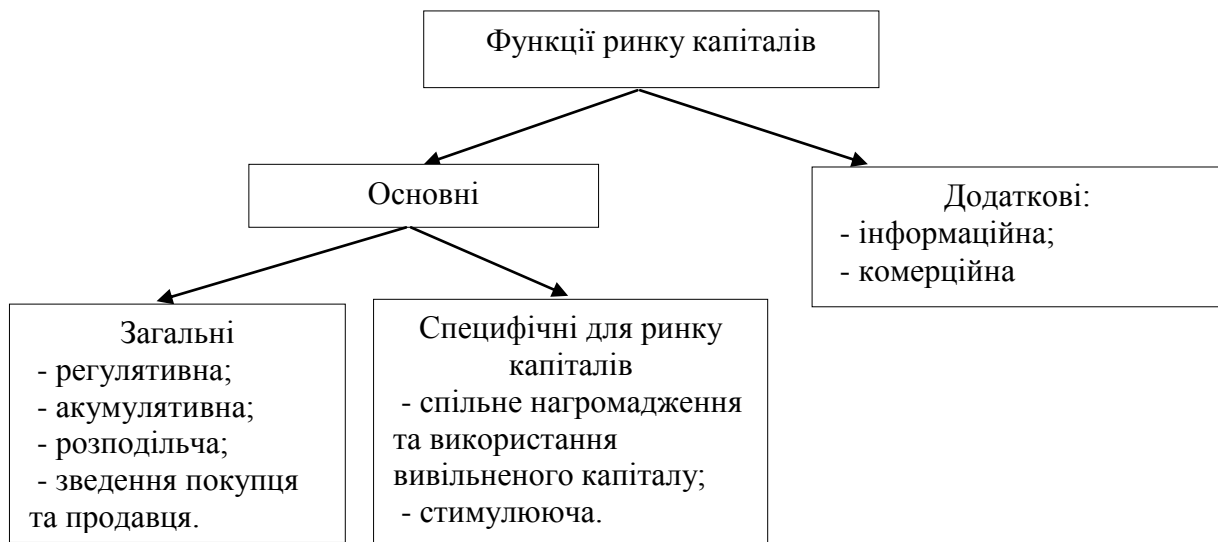 Функції ринку капіталів
Основні
Додаткові:
- інформаційна;
- комерційна
Загальні
- регулятивна;
- акумулятивна;
- розподільча;
- зведення покупця
та продавця.
Специфічні для ринку
капіталів
- спільне нагромадження
та використання
вивільненого капіталу;
- стимулююча.